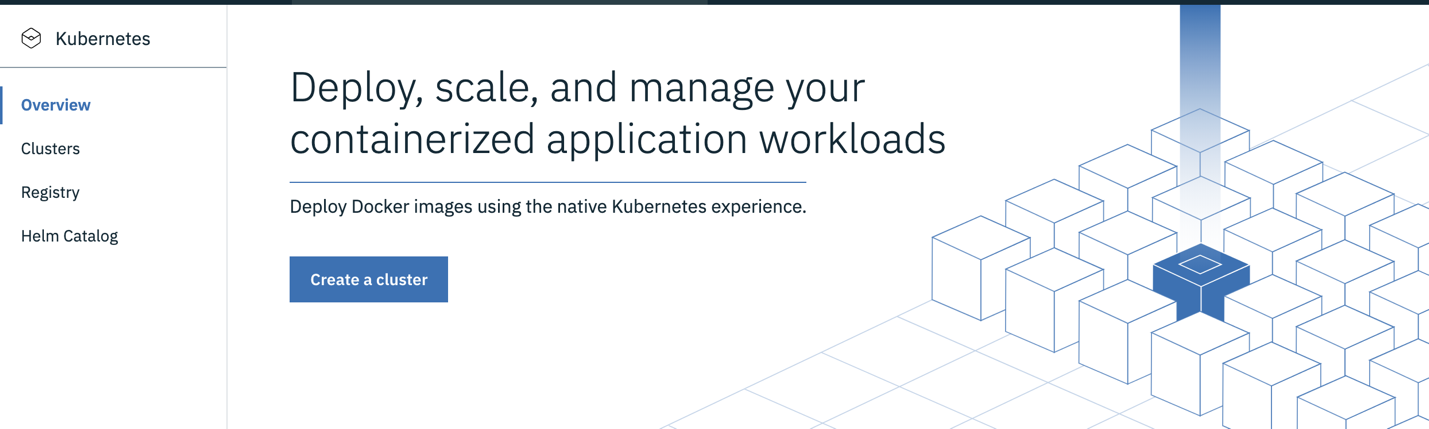 Kubernetes
Overview
Clusters
Registry
Helm Catalog
Deploy, scale, and manage your
containerized application workloads
Deploy Docker images using the native Kubernetes experience.
Create a cluster